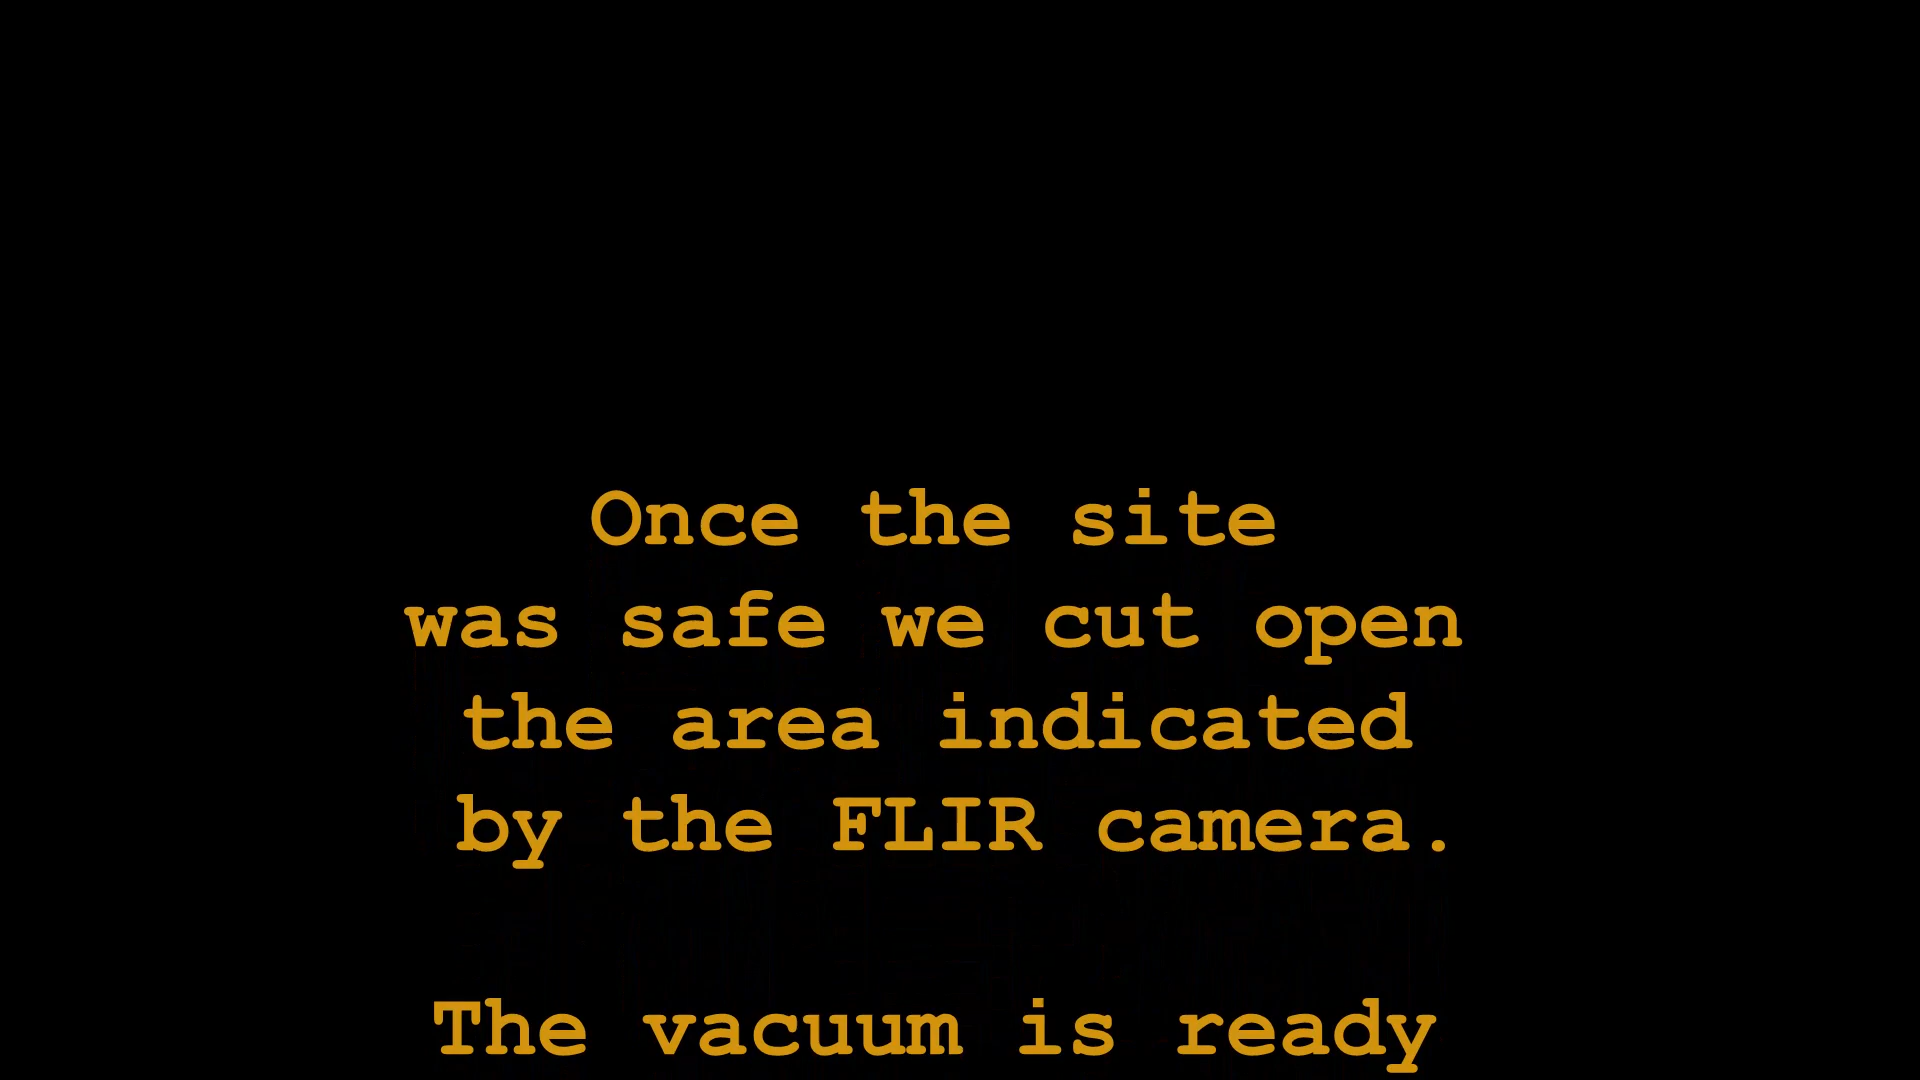 Once the site
was safe we cut open
the area indicated
by the FLIR camera.
The vacuum is ready